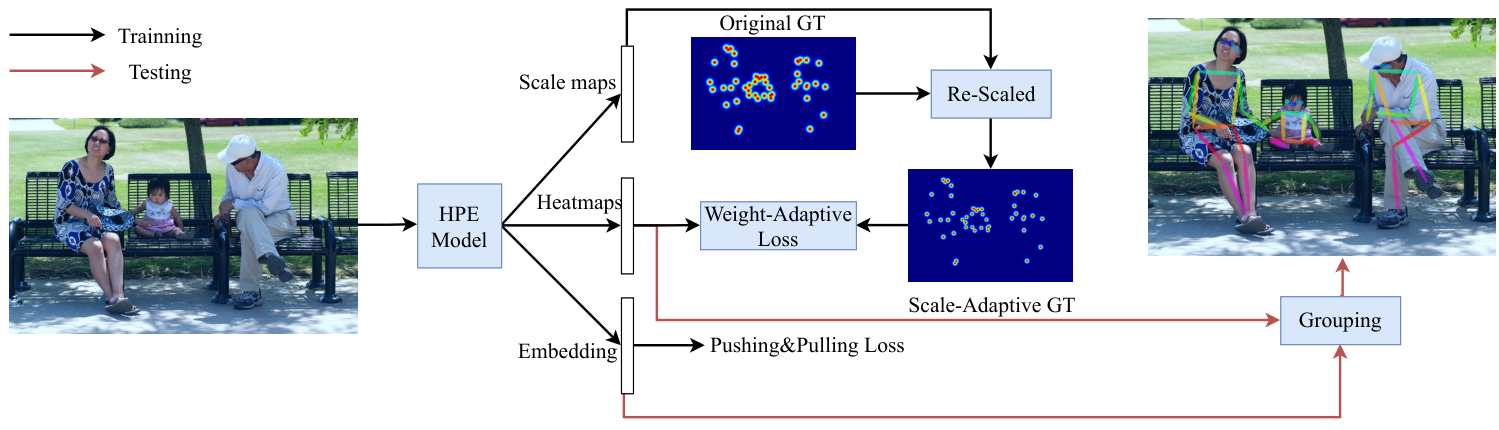 Trainning
Testing
Original GT
Scale maps
Re-Scaled
HPE
Model
Heatmaps
Weight-Adaptive
Loss
Scale-Adaptive GT
Grouping
Embedding
Pushing&Pulling Loss